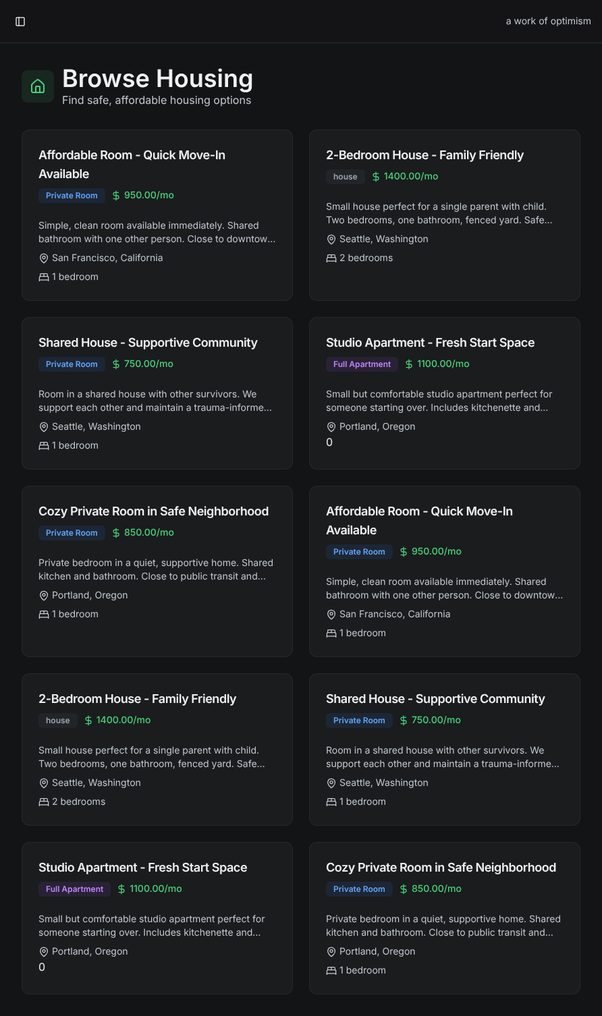 a work of optimism
Browse Housing
Find safe, affordable housing options
Affordable Room - Quick Move-In
Available
Private Room
$ 950.00/mo
Simple, clean room available immediately. Shared
bathroom with one other person. Close to downtow...
San Francisco, California
1 bedroom
2-Bedroom House - Family Friendly
house
$ 1400.00/mo
Small house perfect for a single parent with child.
Two bedrooms, one bathroom, fenced yard. Safe...
Seattle, Washington
2 bedrooms
Shared House - Supportive Community
Private Room
$ 750.00/mo
Room in a shared house with other survivors. We
support each other and maintain a trauma-informe...
Seattle, Washington
1 bedroom
Studio Apartment - Fresh Start Space
Full Apartment
$ 1100.00/mo
Small but comfortable studio apartment perfect for
someone starting over. Includes kitchenette and...
Portland, Oregon
0
Cozy Private Room in Safe Neighborhood
Private Room
$ 850.00/mo
Private bedroom in a quiet, supportive home. Shared
kitchen and bathroom. Close to public transit and...
Portland, Oregon
1 bedroom
Affordable Room - Quick Move-In
Available
Private Room
$ 950.00/mo
Simple, clean room available immediately. Shared
bathroom with one other person. Close to downtow...
San Francisco, California
1 bedroom
2-Bedroom House - Family Friendly
house
$ 1400.00/mo
Small house perfect for a single parent with child.
Two bedrooms, one bathroom, fenced yard. Safe...
Seattle, Washington
2 bedrooms
Shared House - Supportive Community
Private Room
$ 750.00/mo
Room in a shared house with other survivors. We
support each other and maintain a trauma-informe...
Seattle, Washington
1 bedroom
Studio Apartment - Fresh Start Space
Full Apartment
$ 1100.00/mo
Small but comfortable studio apartment perfect for
someone starting over. Includes kitchenette and...
Portland, Oregon
0
Cozy Private Room in Safe Neighborhood
Private Room
$ 850.00/mo
Private bedroom in a quiet, supportive home. Shared
kitchen and bathroom. Close to public transit and...
Portland, Oregon
1 bedroom